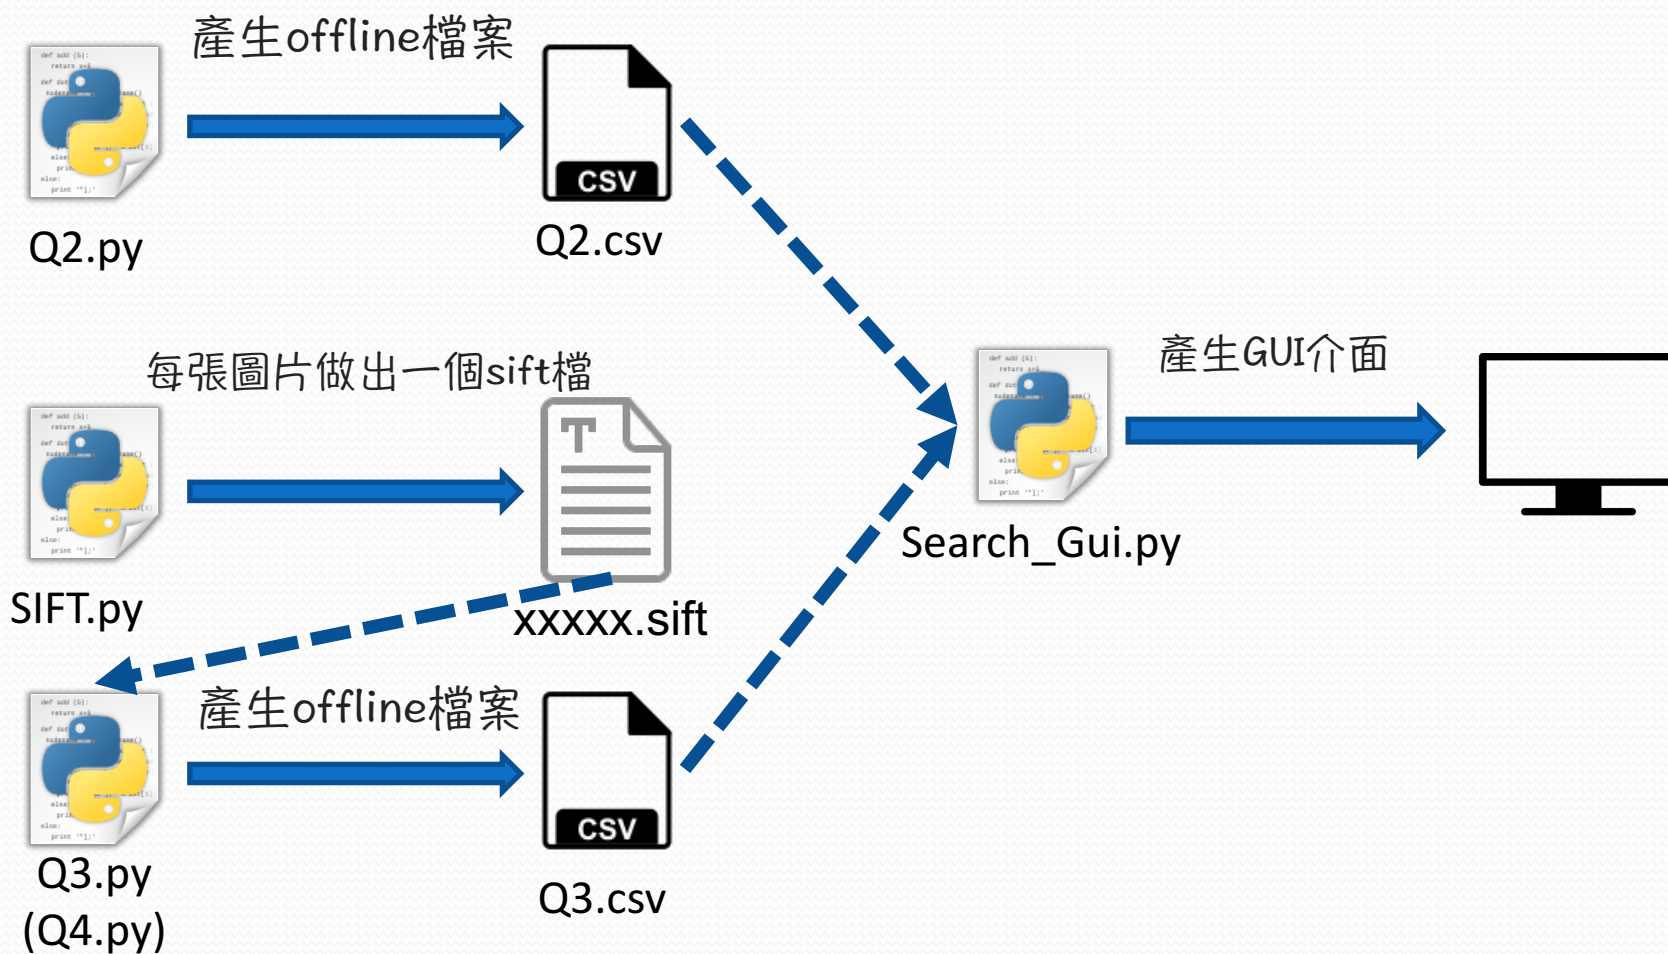 產生offline檔案
CSV
Q2.py
Q2.csv
每張圖片做出一個sift檔
T
SIFT.py
xxxxx.sift
產生offline檔案
CSV
Q3.py
(Q4.py)
Q3.csv
產生GUI介面
Search_Gui.py